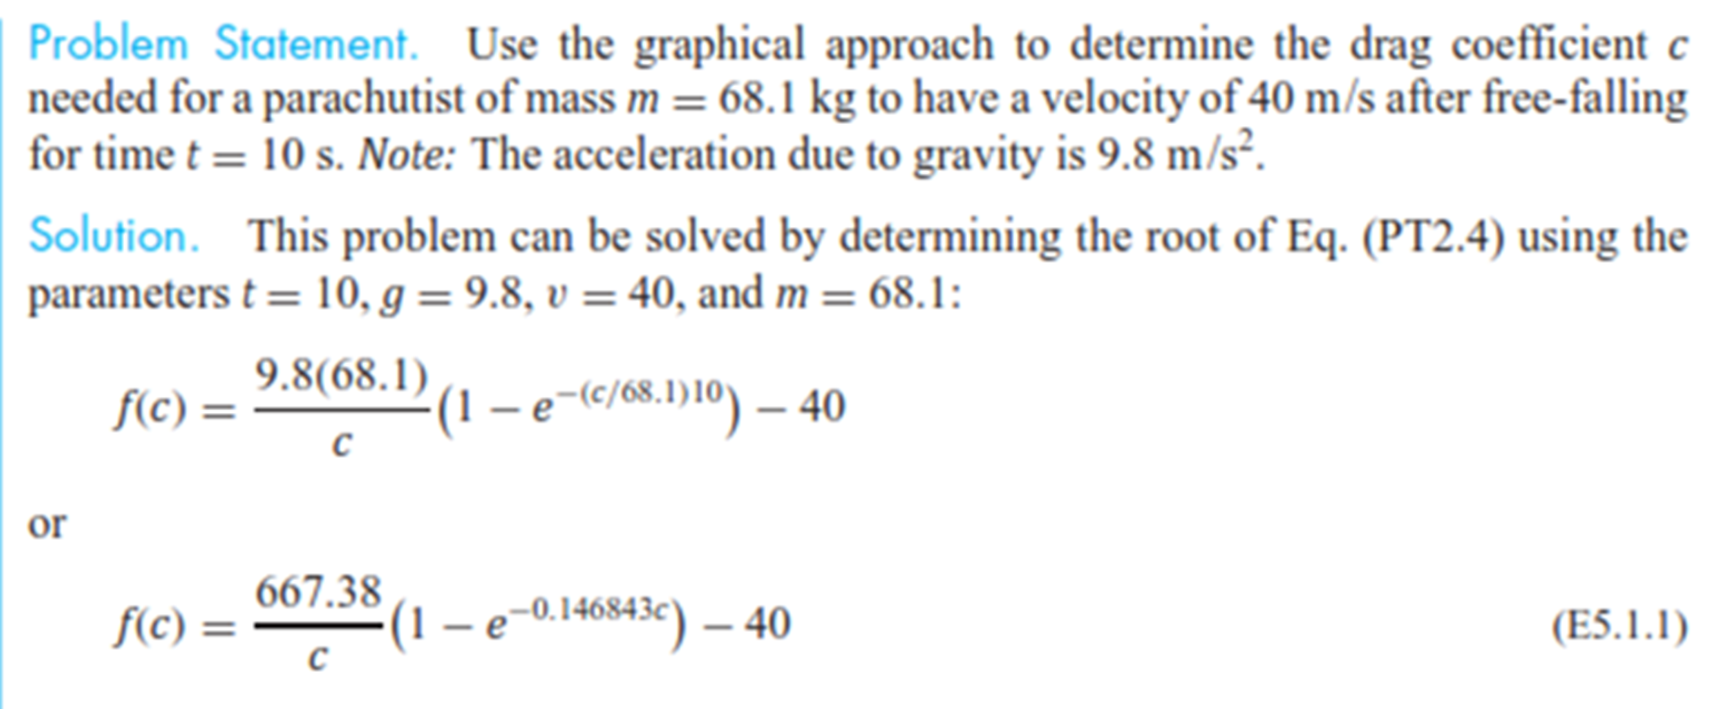 Problem Statement. Use the graphical approach to determine the drag coefficient c
needed for a parachutist of mass m = 68.1 kg to have a velocity of 40 m/s after free-falling
for time t = 10 s. Note: The acceleration due to gravity is 9.8 m/s².
Solution. This problem can be solved by determining the root of Eq. (PT2.4) using the
parameters t = 10, g = 9.8, v = 40, and m = 68.1:
f(c) = \frac{9.8(68.1)}{c}(1 − e^{−(c/68.1)10}) − 40
or
f(c) = \frac{667.38}{c}(1 − e^{−0.146843c}) − 40 (E5.1.1)